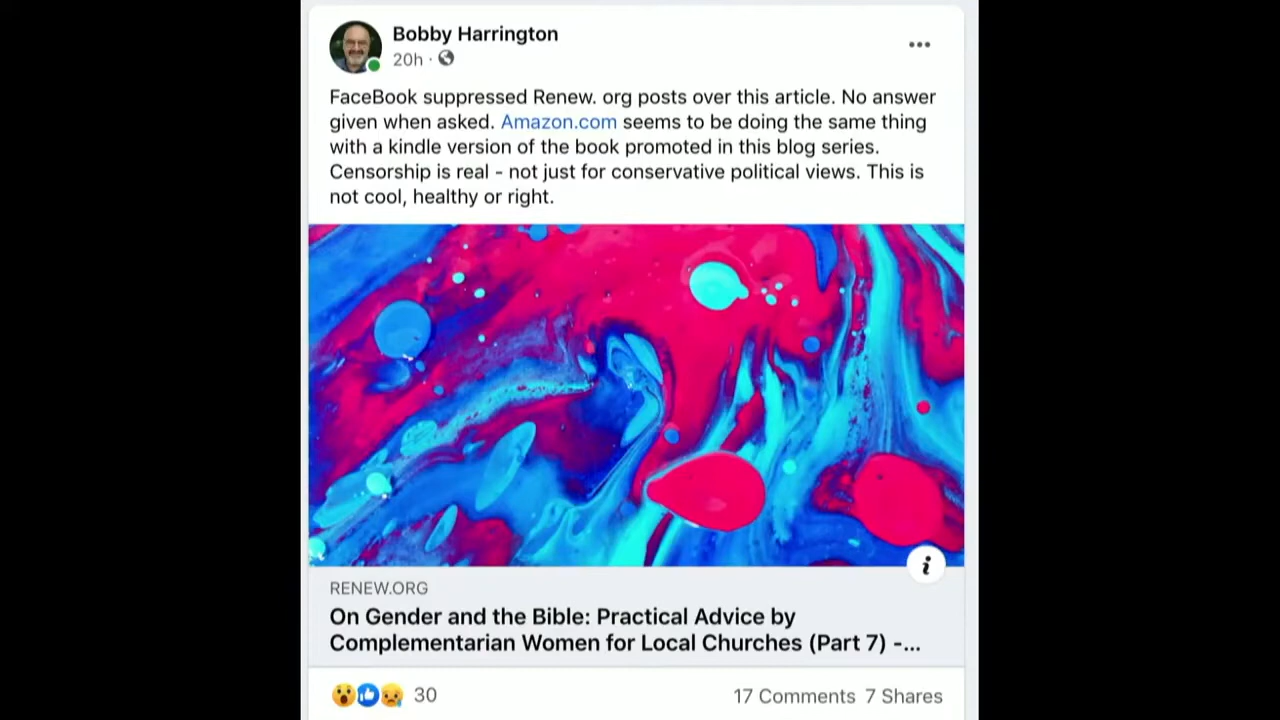 Bobby Harrington
20h ·
FaceBook suppressed Renew. org posts over this article. No answer
given when asked. Amazon.com seems to be doing the same thing
with a kindle version of the book promoted in this blog series.
Censorship is real - not just for conservative political views. This is
not cool, healthy or right.
i
RENEW.ORG
On Gender and the Bible: Practical Advice by
Complementarian Women for Local Churches (Part 7) -...
30
17 Comments 7 Shares